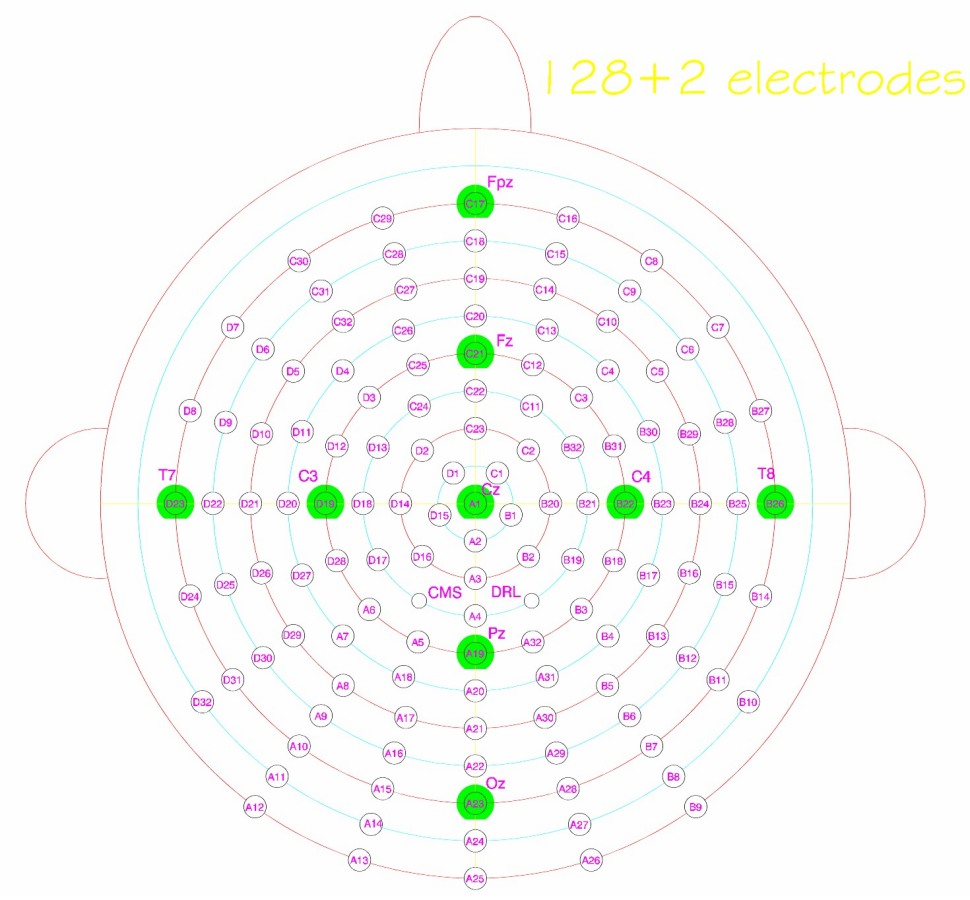 128+2 electrodes
Fpz
C17
C29 C16
C18
C28 C15
C30 C8
C19
C27 C14
C31 C9
C20
C32 C10
D7 C26 C13 C7
Fz
D6 C21 C6
C25 C12
D5 D4 C4 C5
C22
D3 C3
C24 C11
D8 B27
D9 B28
C23
D10 D11 B30 B29
D12 D13 B32 B31
D2 C2
D1 C1
T7 C3 C4 T8
Cz
D23 D22 D21 D20 D19 D18 D14 A1 B20 B21 B22 B23 B24 B25 B26
D15 B1
A2
D16 B2
D28 D17 B19 B18
D26 D27 B17 B16
A3
D25 B15
CMS DRL
D24 B14
A6 B3
A4
Pz
D29 A7 B4 B13
A5 A32
A19
D30 B12
D31 A18 A31 B11
A8 B5
A20
D32 B10
A9 A17 A30 B6
A21
A10 B7
A16 A29
A22
A11 B8
Oz
A15 A28
A23
A12 B9
A14 A27
A24
A13 A26
A25